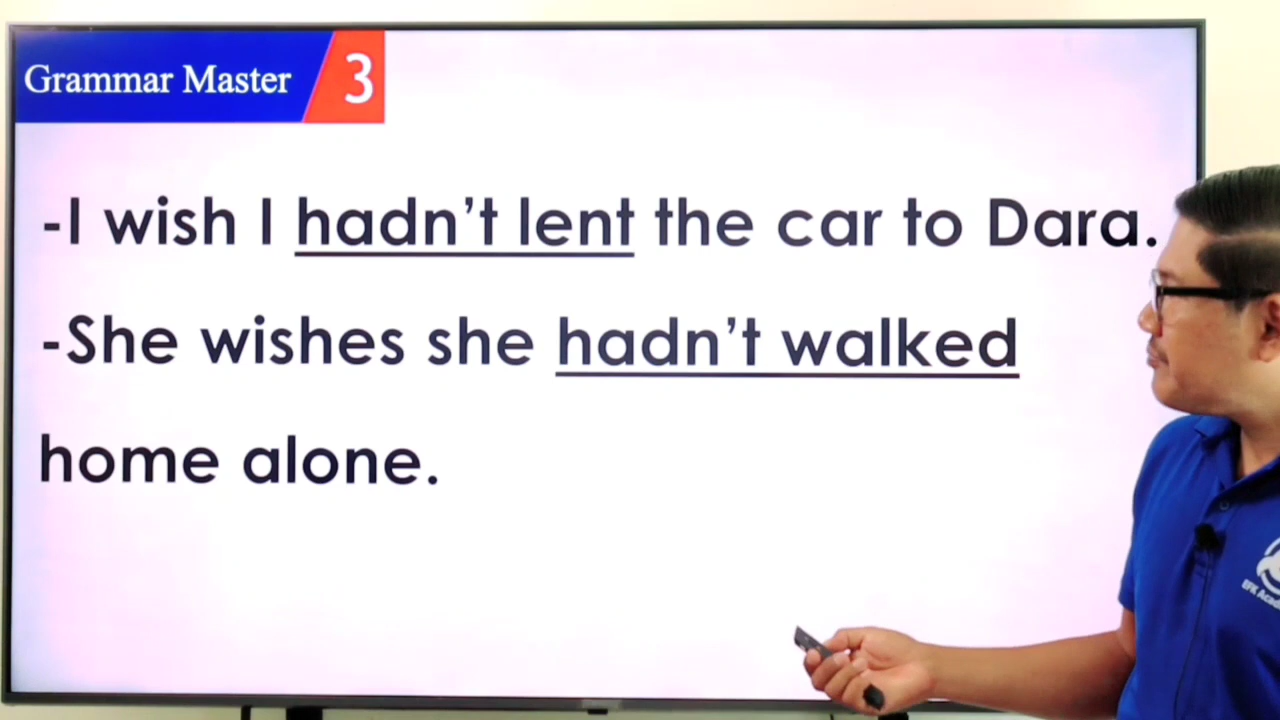 Grammar Master 3
-I wish I hadn't lent the car to Dara.
-She wishes she hadn't walked
home alone.